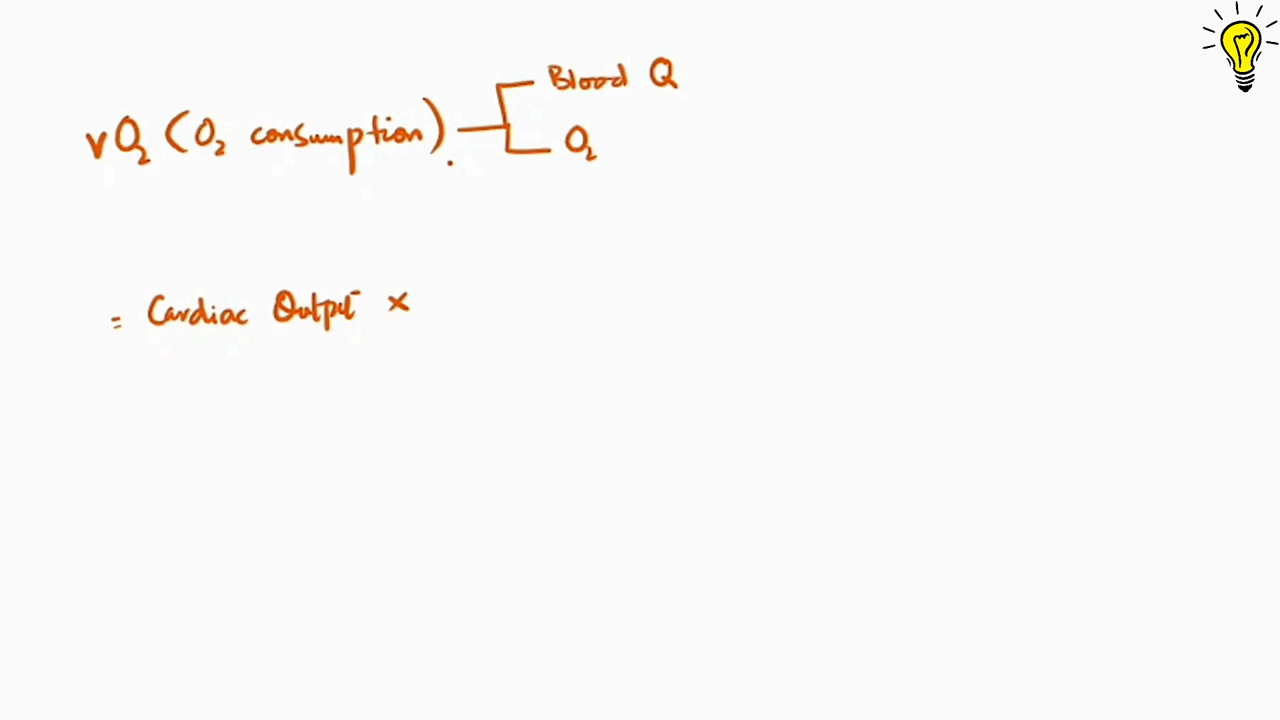 Blood Q
vO₂ (O₂ consumption)
O₂
= Cardiac Output ×